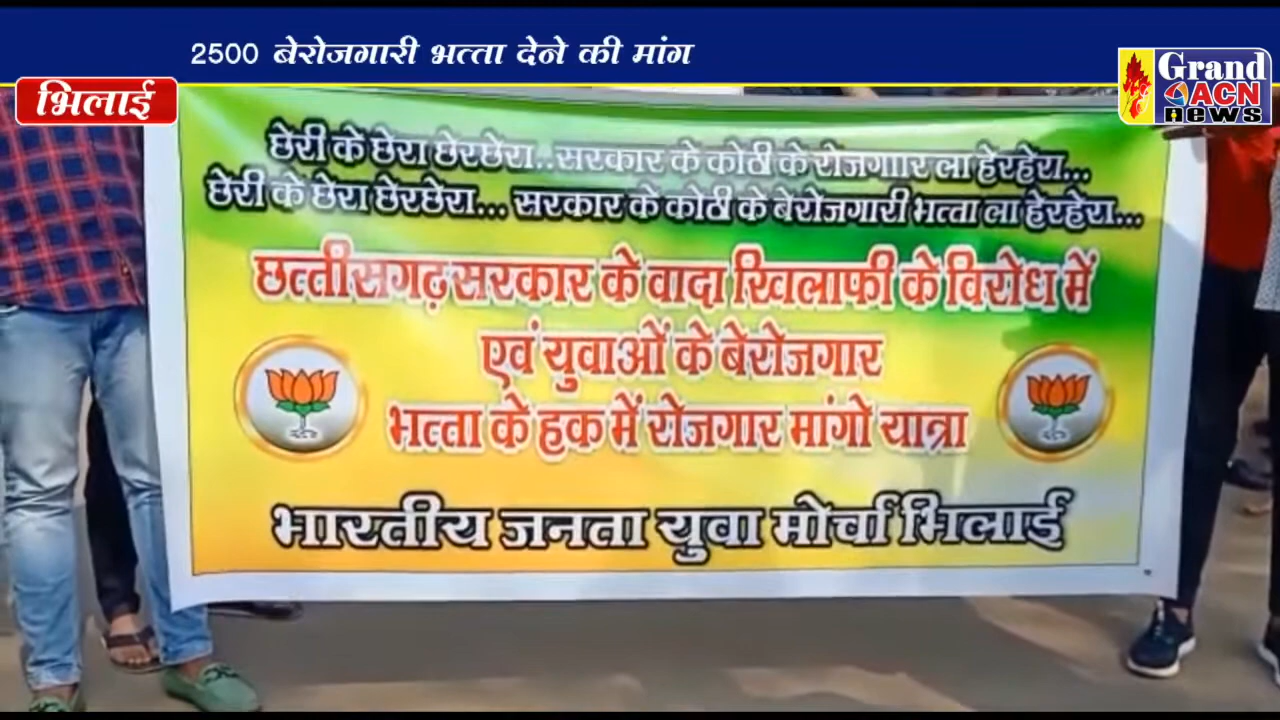 2500 बेरोजगारी भत्ता देने की मांग
भिलाई
Grand
ACN
news
छेरी के छेरा छेरछेरा..सरकार के कोठी के रोजगाार ला हेरहेरा...
छेरी के छेरा छेरछेरा... सरकार के कोठी के बेरोजगारी भत्ता ला हेरहेरा...
छत्तीसगढ़ सरकार के वादा खिलाफी के विरोध में
एवं युवाओं के बेरोजगार
भत्ता के हक में रोजगार मांगो यात्रा
भारतीय जनता युवा मोर्चा भिलाई